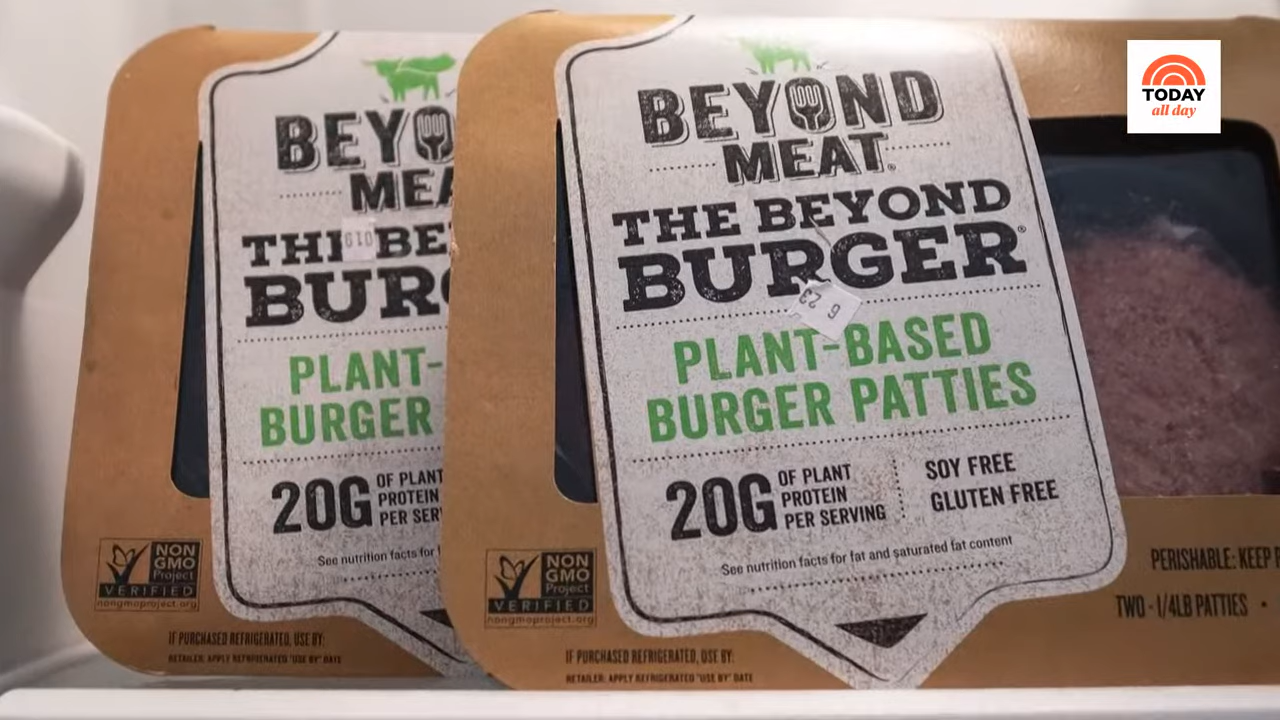 TODAY
all day
BEYO
MEA
THE BE
BURG
PLANT-
BURGER
20G
OF PLANT
PROTEIN
PER SER
See nutrition facts for
NON
GMO
Project
VERIFIED
nongmoproject.org
IF PURCHASED REFRIGERATED, USE BY:
RETAILER: APPLY REFRIGERATED "USE BY" DATE
BEYOND
MEAT®
THE BEYOND
BURGER®
6 23
PLANT-BASED
BURGER PATTIES
20G
OF PLANT
PROTEIN
PER SERVING
SOY FREE
GLUTEN FREE
See nutrition facts for fat and saturated fat content
NON
GMO
Project
VERIFIED
nongmoproject.org
IF PURCHASED REFRIGERATED, USE BY:
RETAILER: APPLY REFRIGERATED "USE BY" DATE
PERISHABLE: KEEP
TWO - 1/4LB PATTIES •